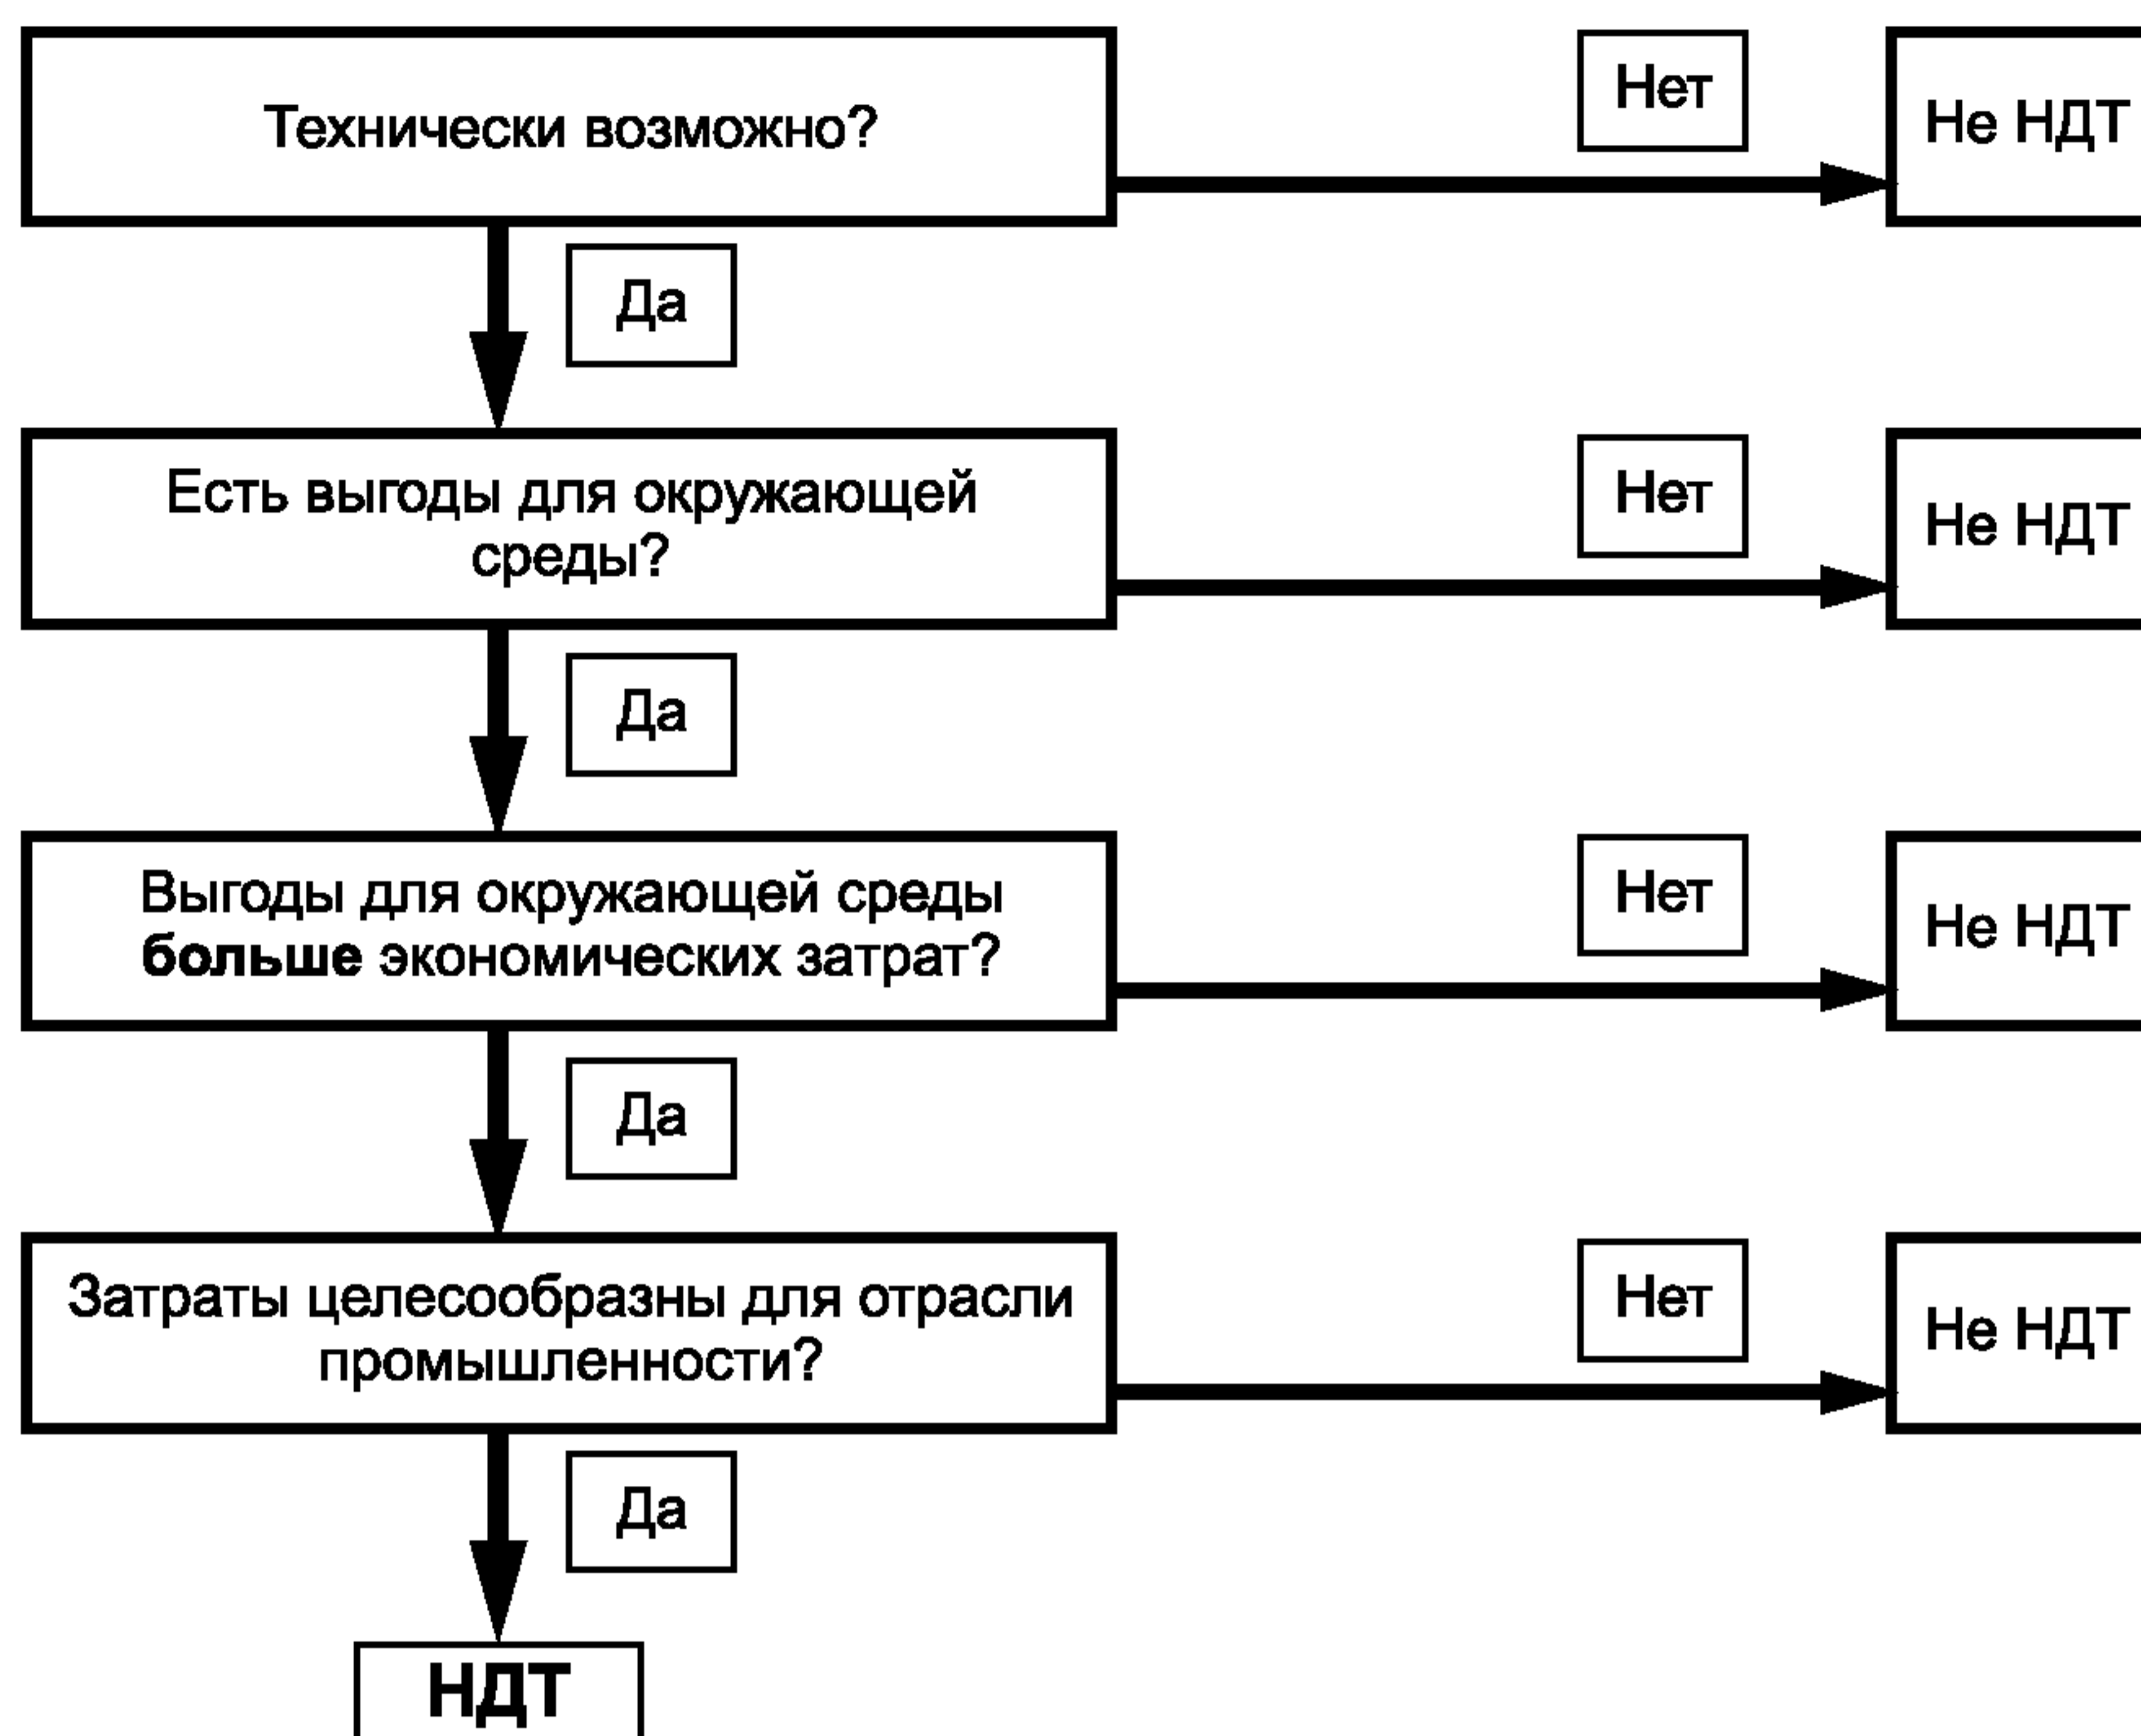 Технически возможно?
Нет
Не НДТ
Да
Есть выгоды для окружающей
среды?
Нет
Не НДТ
Да
Выгоды для окружающей среды
больше экономических затрат?
Нет
Не НДТ
Да
Затраты целесообразны для отрасли
промышленности?
Нет
Не НДТ
Да
НДТ